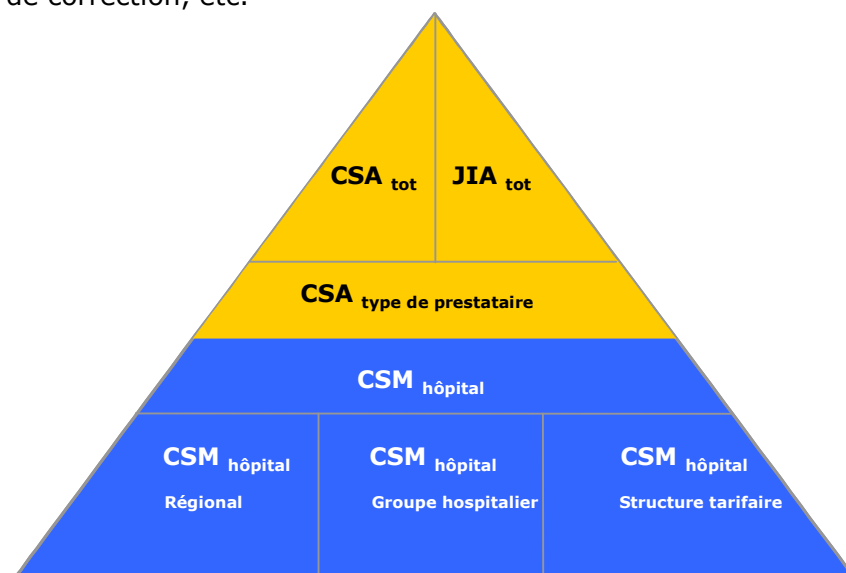 de correction, etc.
CSA tot JIA tot
CSA type de prestataire
CSM hôpital
CSM hôpital CSM hôpital CSM hôpital
Régional Groupe hospitalier Structure tarifaire